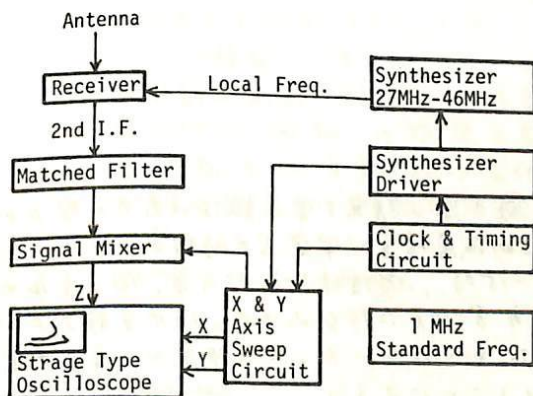 Antenna
Receiver
Local Freq.
Synthesizer
27MHz-46MHz
2nd I.F.
Matched Filter
Synthesizer
Driver
Signal Mixer
Clock & Timing
Circuit
Z
X & Y
Axis
Sweep
Circuit
X
Y
Strage Type
Oscilloscope
1 MHz
Standard Freq.